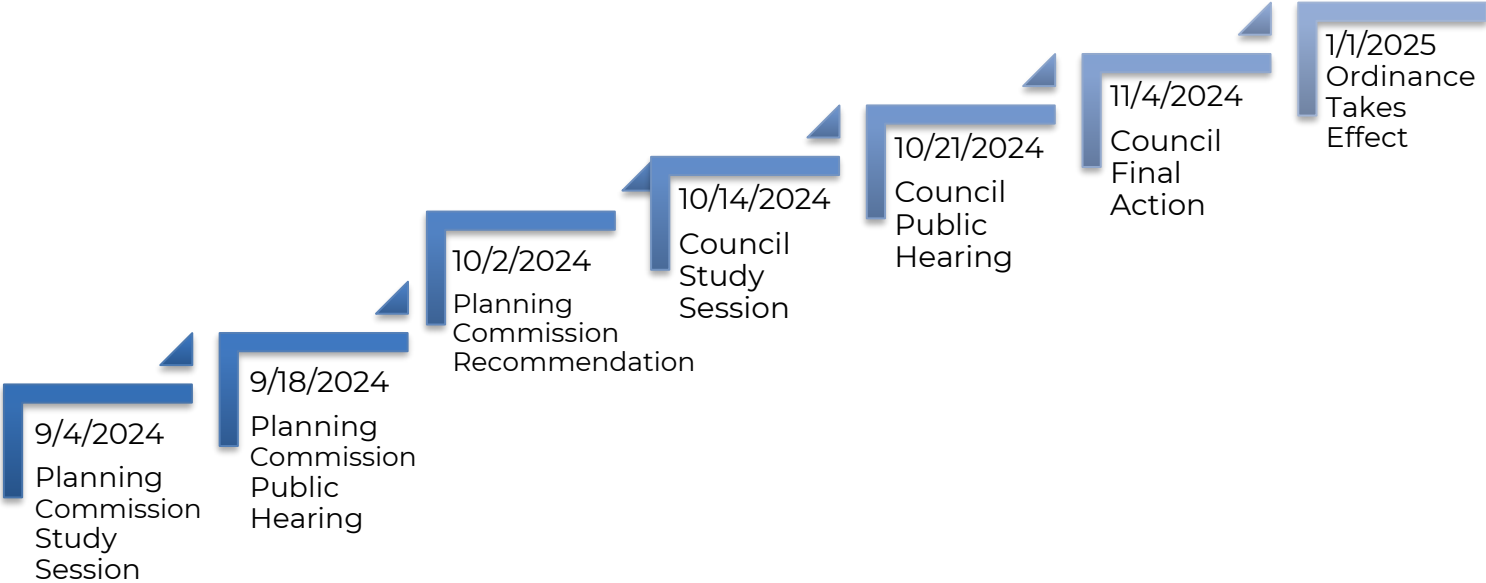 9/4/2024
Planning
Commission
Study
Session
9/18/2024
Planning
Commission
Public
Hearing
10/2/2024
Planning
Commission
Recommendation
10/14/2024
Council
Study
Session
10/21/2024
Council
Public
Hearing
11/4/2024
Council
Final
Action
1/1/2025
Ordinance
Takes
Effect